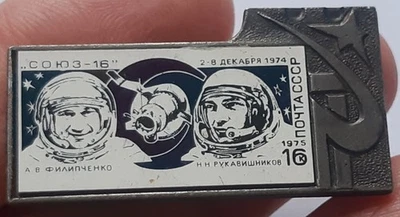 "СОЮЗ-16" 2-8 ДЕКАБРЯ 1974
ПОЧТА СССР
1975
16 К
А.В ФИЛИПЧЕНКО Н.Н.РУКАВИШНИКОВ